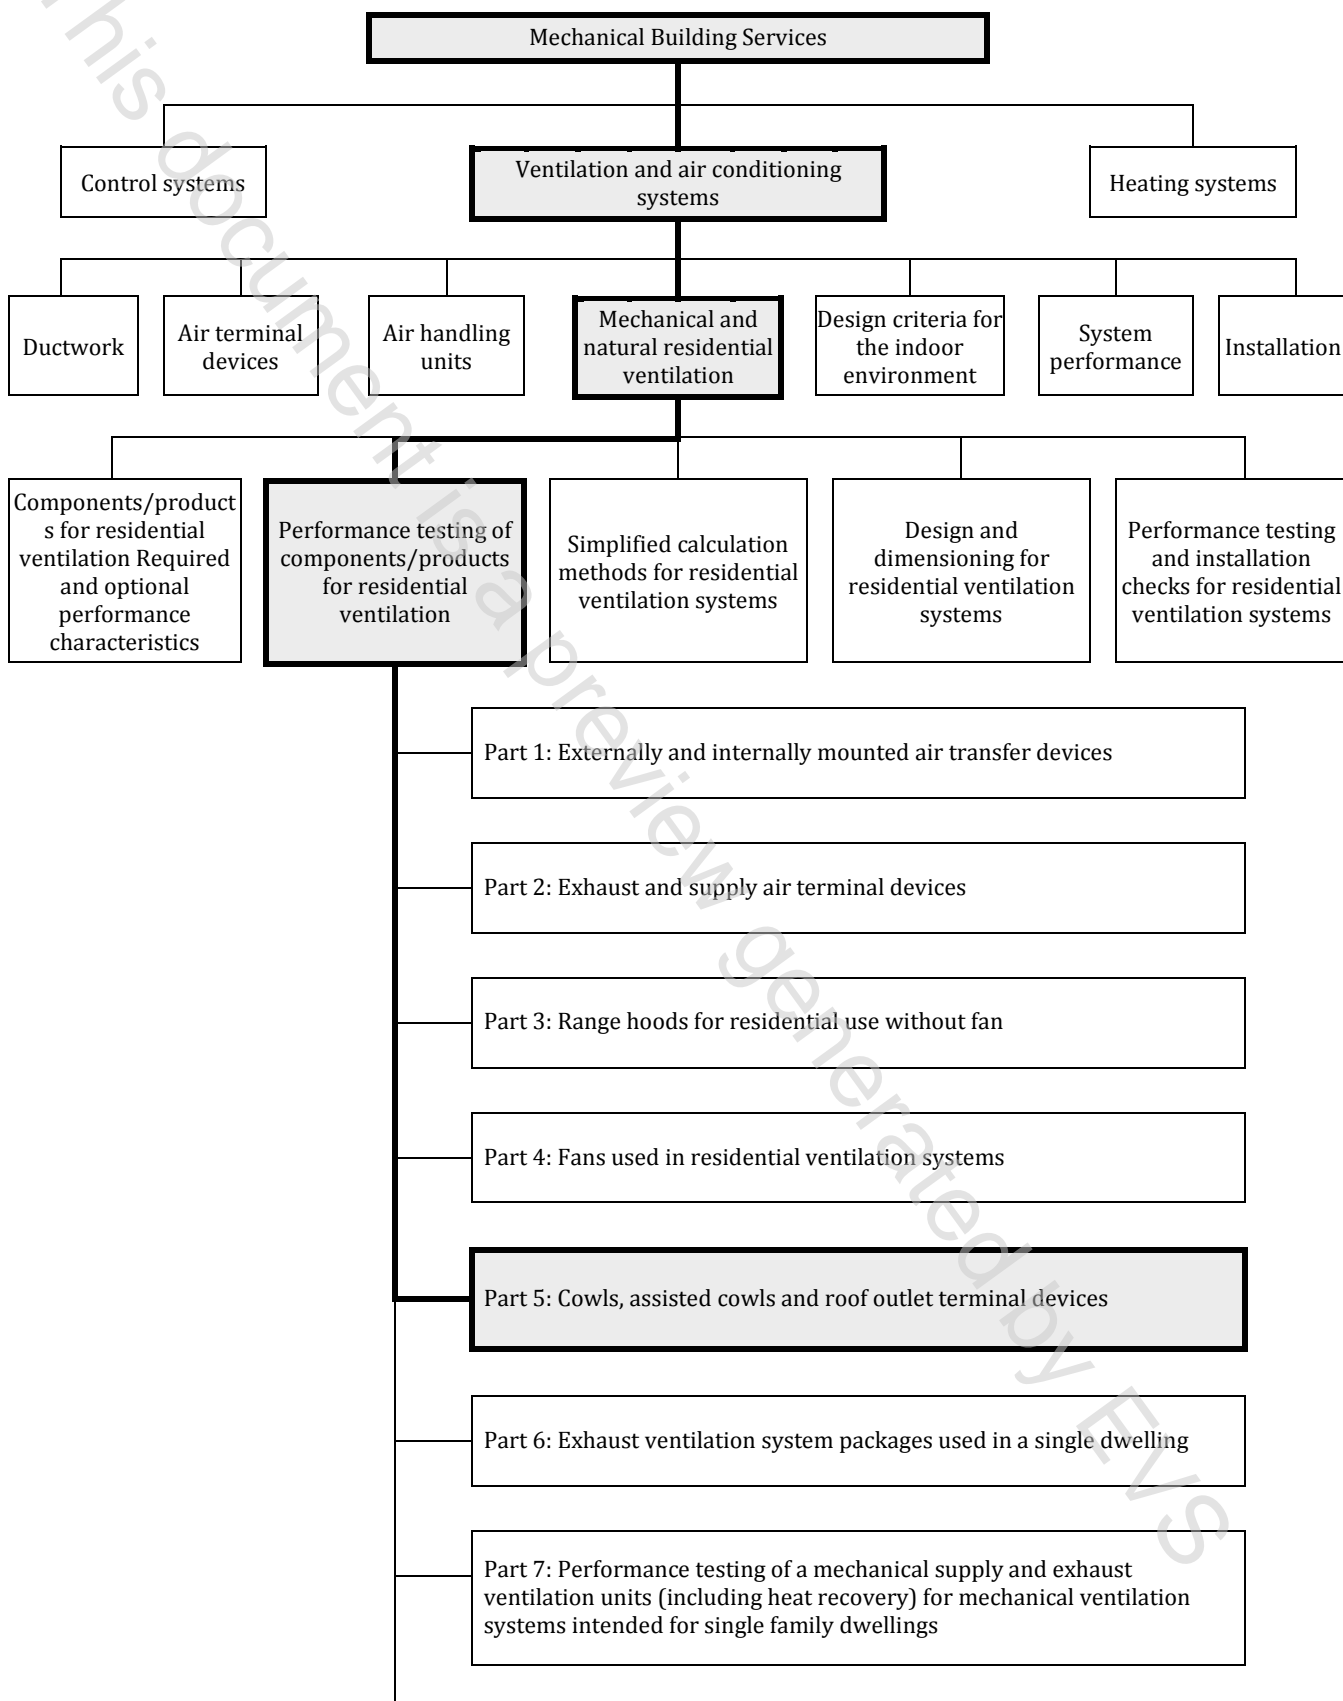 Mechanical Building Services
Control systems
Ventilation and air conditioning
systems
Heating systems
Ductwork
Air terminal
devices
Air handling
units
Mechanical and
natural residential
ventilation
Design criteria for
the indoor
environment
System
performance
Installation
Components/product
s for residential
ventilation Required
and optional
performance
characteristics
Performance testing of
components/products
for residential
ventilation
Simplified calculation
methods for residential
ventilation systems
Design and
dimensioning for
residential ventilation
systems
Performance testing
and installation
checks for residential
ventilation systems
Part 1: Externally and internally mounted air transfer devices
Part 2: Exhaust and supply air terminal devices
Part 3: Range hoods for residential use without fan
Part 4: Fans used in residential ventilation systems
Part 5: Cowls, assisted cowls and roof outlet terminal devices
Part 6: Exhaust ventilation system packages used in a single dwelling
Part 7: Performance testing of a mechanical supply and exhaust
ventilation units (including heat recovery) for mechanical ventilation
systems intended for single family dwellings
This document is a preview generated by EVS